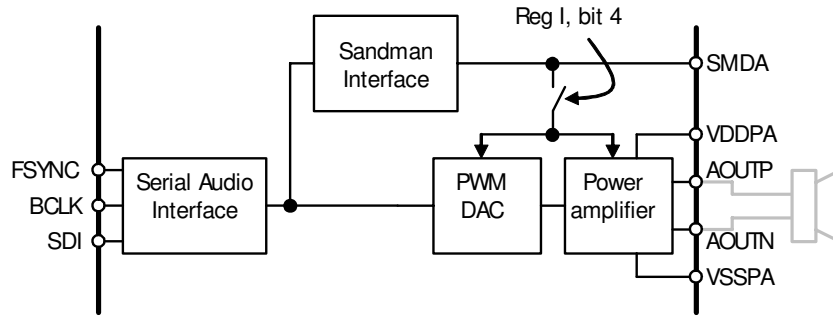 Reg I, bit 4
Sandman
Interface
SMDA
VDDPA
FSYNC
BCLK
SDI
Serial Audio
Interface
PWM
DAC
Power
amplifier
AOUTP
AOUTN
VSSPA